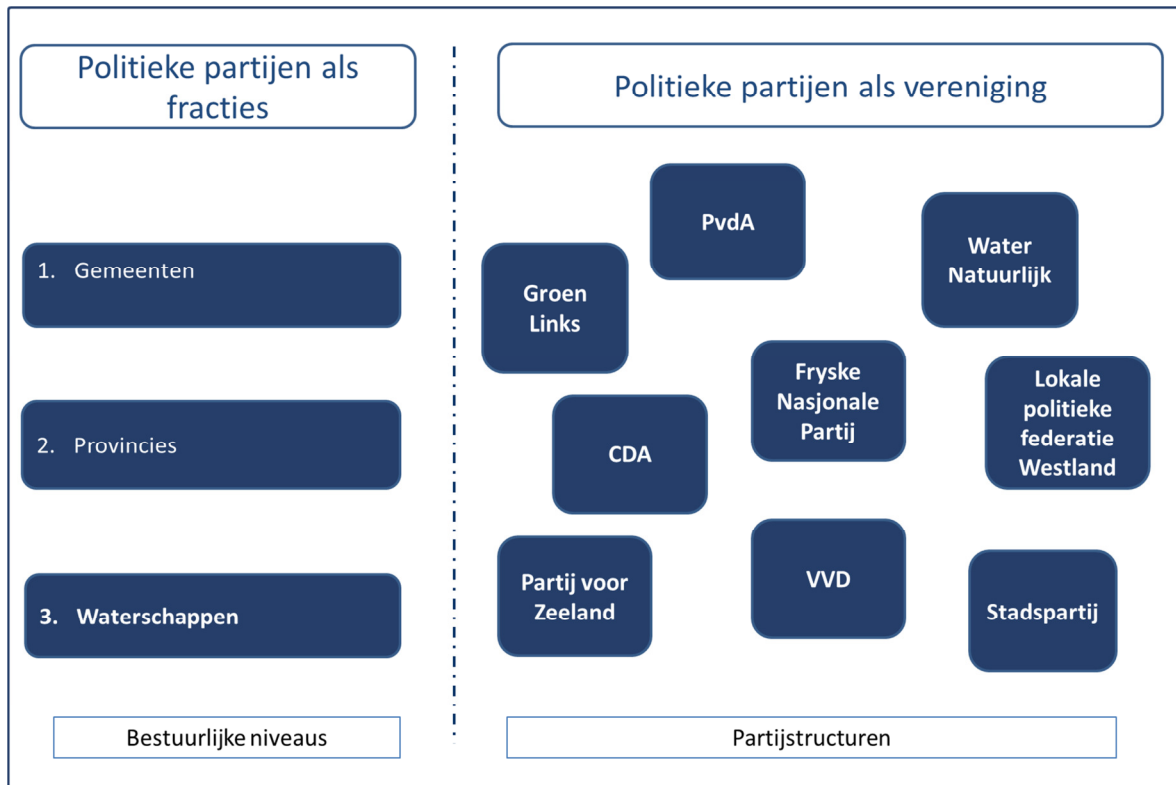 Politieke partijen als
fracties
Politieke partijen als vereniging
1. Gemeenten
2. Provincies
3. Waterschappen
Bestuurlijke niveaus
PvdA
Water
Natuurlijk
Groen
Links
Fryske
Nasjonale
Partij
Lokale
politieke
federatie
Westland
CDA
Partij voor
Zeeland
VVD
Stadspartij
Partijstructuren